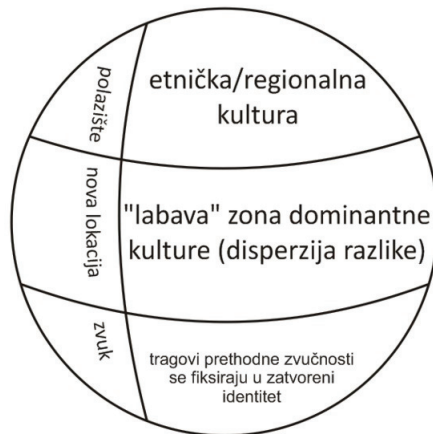 polazište
etnička/regionalna
kultura
nova lokacija
"labava" zona dominantne
kulture (disperzija razlike)
zvuk
tragovi prethodne zvučnosti
se fiksiraju u zatvoreni
identitet